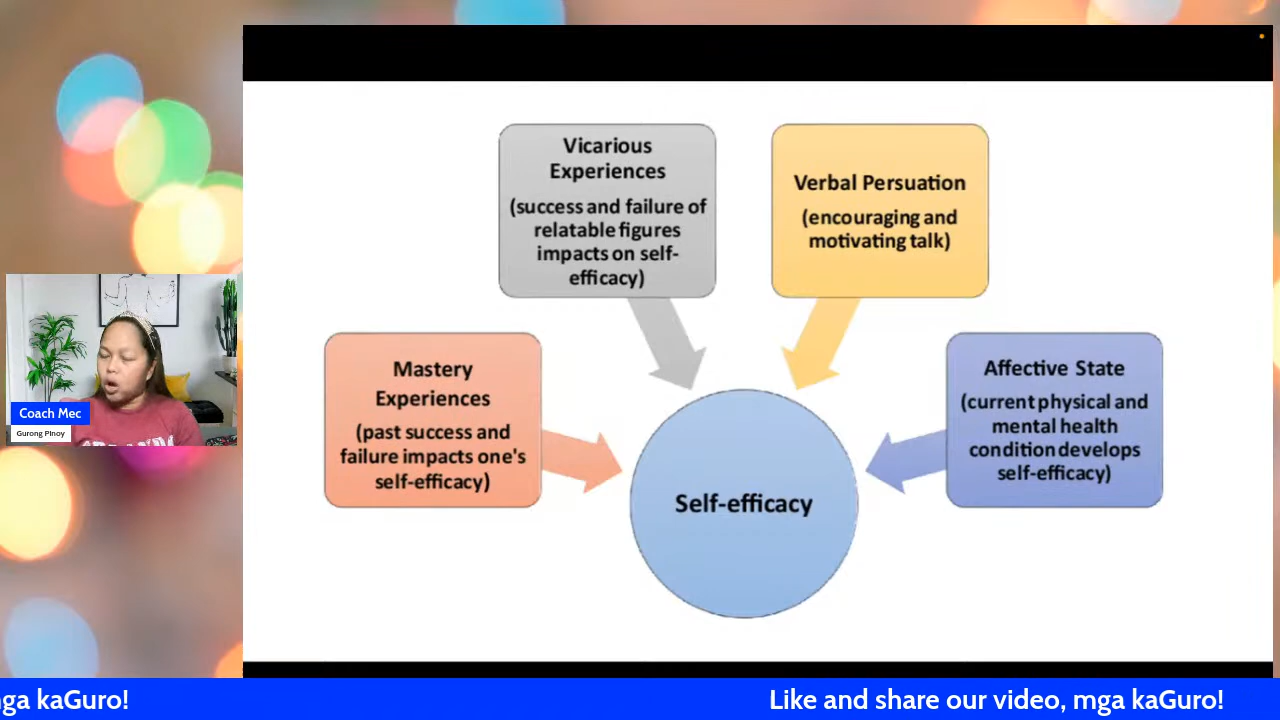 Vicarious
Experiences
(success and failure of
relatable figures
impacts on self-
efficacy)
Verbal Persuation
(encouraging and
motivating talk)
Mastery
Experiences
(past success and
failure impacts one's
self-efficacy)
Affective State
(current physical and
mental health
condition develops
self-efficacy)
Self-efficacy
Coach Mec
Gurong Pinoy
ga kaGuro!
Like and share our video, mga kaGuro!